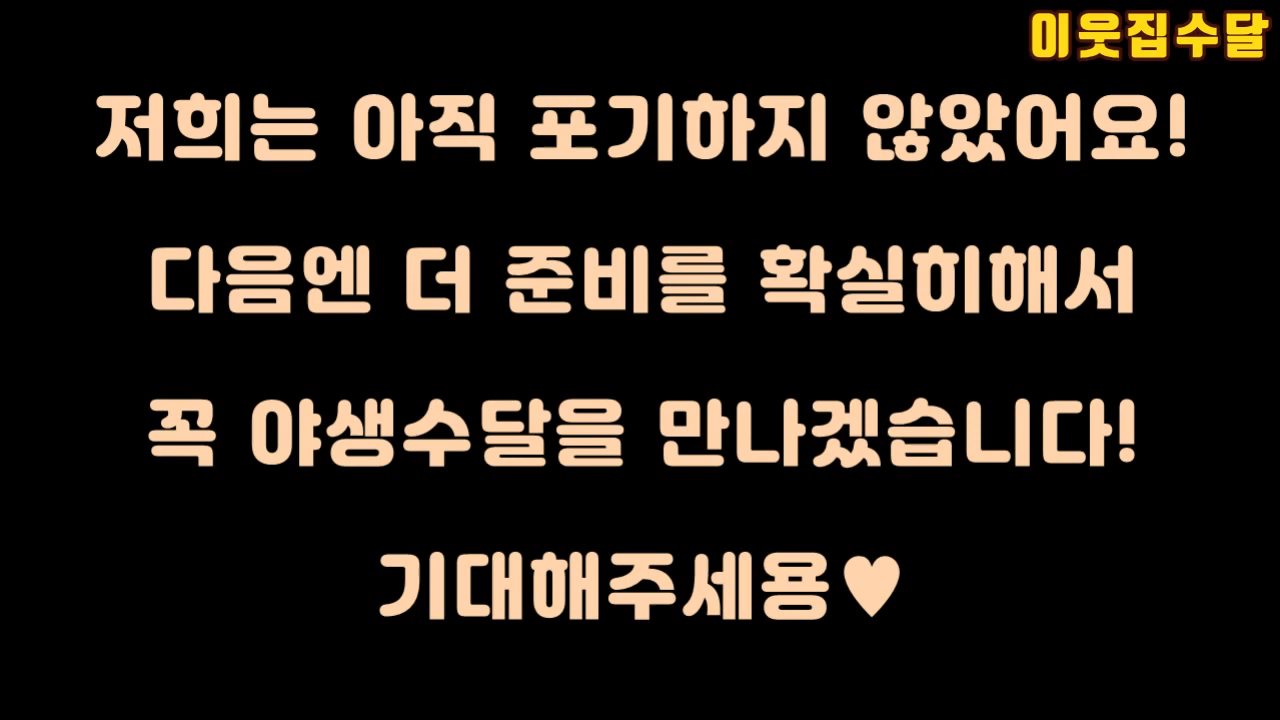 이웃집수달
저희는 아직 포기하지 않았어요!
다음엔 더 준비를 확실히해서
꼭 야생수달을 만나겠습니다!
기대해주세용♥